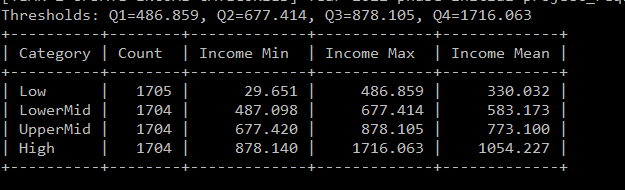 Thresholds: Q1=486.859, Q2=677.414, Q3=878.105, Q4=1716.063
+----------+--------+--------------+--------------+-------------+
| Category | Count | Income Min | Income Max | Income Mean |
+----------+--------+--------------+--------------+-------------+
| Low | 1705 | 29.651 | 486.859 | 330.032 |
| LowerMid | 1704 | 487.098 | 677.414 | 583.173 |
| UpperMid | 1704 | 677.420 | 878.105 | 773.100 |
| High | 1704 | 878.140 | 1716.063 | 1054.227 |
+----------+--------+--------------+--------------+-------------+